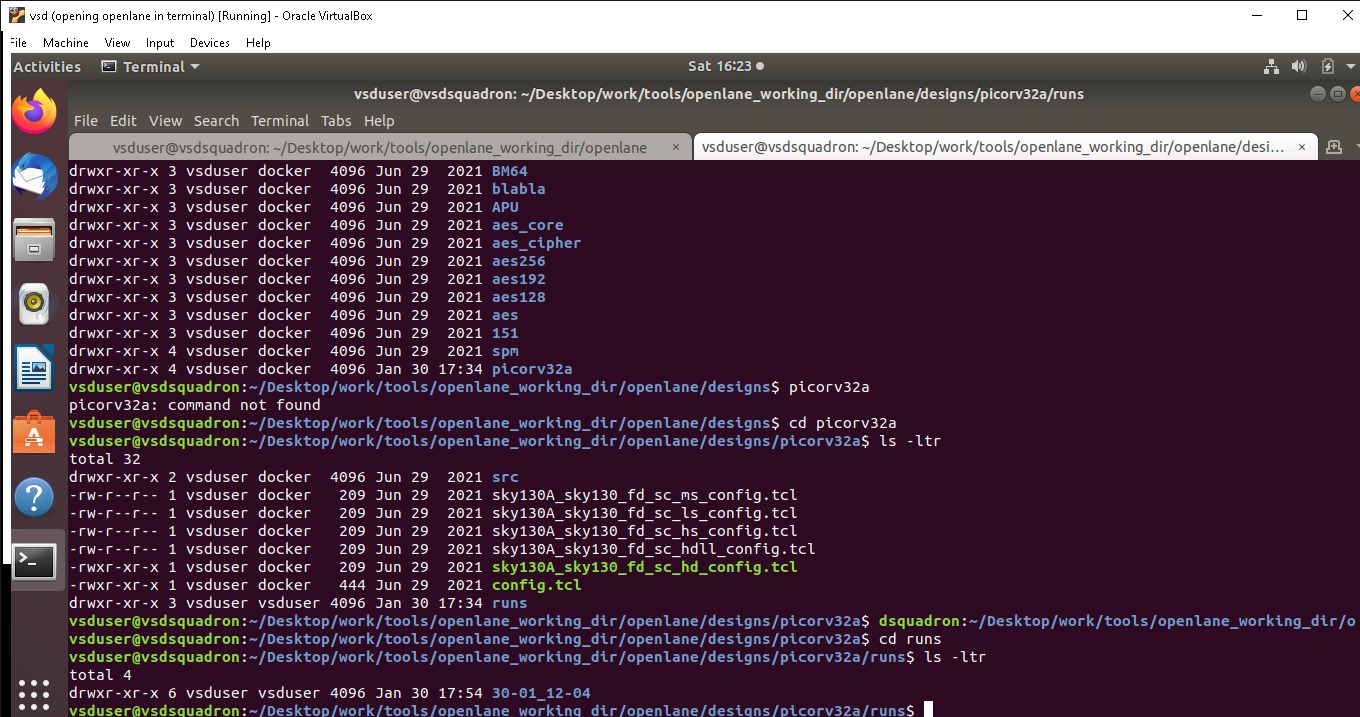 vsd (opening openlane in terminal) [Running] - Oracle VirtualBox
File Machine View Input Devices Help
Activities Terminal Sat 16:23
vsduser@vsdsquadron: ~/Desktop/work/tools/openlane_working_dir/openlane/designs/picorv32a/runs
File Edit View Search Terminal Tabs Help
vsduser@vsdsquadron: ~/Desktop/work/tools/openlane_working_dir/openlane × vsduser@vsdsquadron: ~/Desktop/work/tools/openlane_working_dir/openlane/desi... ×
drwxr-xr-x 3 vsduser docker  4096 Jun 29  2021 BM64
drwxr-xr-x 3 vsduser docker  4096 Jun 29  2021 blabla
drwxr-xr-x 3 vsduser docker  4096 Jun 29  2021 APU
drwxr-xr-x 3 vsduser docker  4096 Jun 29  2021 aes_core
drwxr-xr-x 3 vsduser docker  4096 Jun 29  2021 aes_cipher
drwxr-xr-x 3 vsduser docker  4096 Jun 29  2021 aes256
drwxr-xr-x 3 vsduser docker  4096 Jun 29  2021 aes192
drwxr-xr-x 3 vsduser docker  4096 Jun 29  2021 aes128
drwxr-xr-x 3 vsduser docker  4096 Jun 29  2021 aes
drwxr-xr-x 3 vsduser docker  4096 Jun 29  2021 151
drwxr-xr-x 4 vsduser docker  4096 Jun 29  2021 spm
drwxr-xr-x 4 vsduser docker  4096 Jan 30 17:34 picorv32a
vsduser@vsdsquadron:~/Desktop/work/tools/openlane_working_dir/openlane/designs$ picorv32a
picorv32a: command not found
vsduser@vsdsquadron:~/Desktop/work/tools/openlane_working_dir/openlane/designs$ cd picorv32a
vsduser@vsdsquadron:~/Desktop/work/tools/openlane_working_dir/openlane/designs/picorv32a$ ls -ltr
total 32
drwxr-xr-x 2 vsduser docker  4096 Jun 29  2021 src
-rw-r--r-- 1 vsduser docker   209 Jun 29  2021 sky130A_sky130_fd_sc_ms_config.tcl
-rw-r--r-- 1 vsduser docker   209 Jun 29  2021 sky130A_sky130_fd_sc_ls_config.tcl
-rw-r--r-- 1 vsduser docker   209 Jun 29  2021 sky130A_sky130_fd_sc_hs_config.tcl
-rw-r--r-- 1 vsduser docker   209 Jun 29  2021 sky130A_sky130_fd_sc_hdll_config.tcl
-rwxr-xr-x 1 vsduser docker   209 Jun 29  2021 sky130A_sky130_fd_sc_hd_config.tcl
-rwxr-xr-x 1 vsduser docker   444 Jun 29  2021 config.tcl
drwxr-xr-x 3 vsduser vsduser 4096 Jan 30 17:34 runs
vsduser@vsdsquadron:~/Desktop/work/tools/openlane_working_dir/openlane/designs/picorv32a$ dsquadron:~/Desktop/work/tools/openlane_working_dir/o
vsduser@vsdsquadron:~/Desktop/work/tools/openlane_working_dir/openlane/designs/picorv32a$ cd runs
vsduser@vsdsquadron:~/Desktop/work/tools/openlane_working_dir/openlane/designs/picorv32a/runs$ ls -ltr
total 4
drwxr-xr-x 6 vsduser vsduser 4096 Jan 30 17:54 30-01_12-04
vsduser@vsdsquadron:~/Desktop/work/tools/openlane_working_dir/openlane/designs/picorv32a/runs$